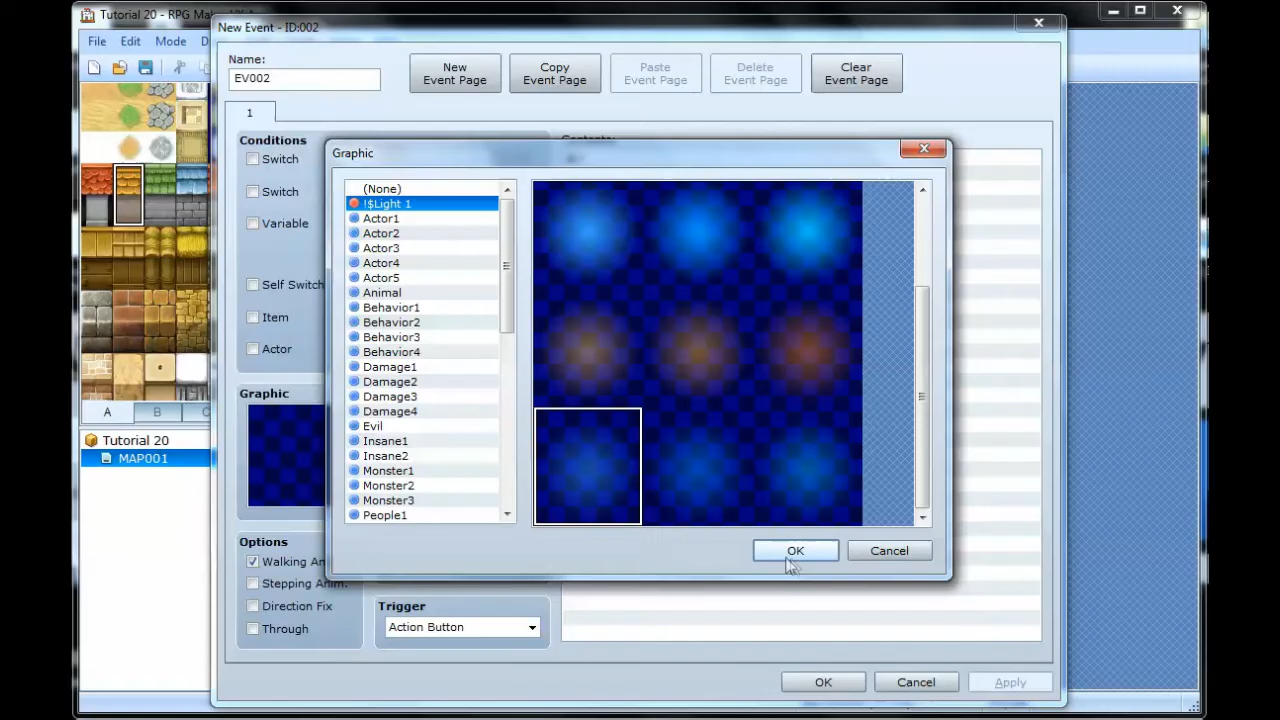 Tutorial 20 - RPG Ma
New Event - ID:002
File Edit Mode D
Name:
EV002
New
Event Page
Copy
Event Page
Paste
Event Page
Delete
Event Page
Clear
Event Page
1
Conditions
Switch
Switch
Variable
Self Switch
Item
Actor
Graphic
Contents:
Graphic
(None)
!$Light 1
Actor1
Actor2
Actor3
Actor4
Actor5
Animal
Behavior1
Behavior2
Behavior3
Behavior4
Damage1
Damage2
Damage3
Damage4
Evil
Insane1
Insane2
Monster1
Monster2
Monster3
People1
OK Cancel
A B C
Tutorial 20
MAP001
Options
Walking An
Stepping Anim.
Direction Fix
Through
Trigger
Action Button
OK Cancel Apply